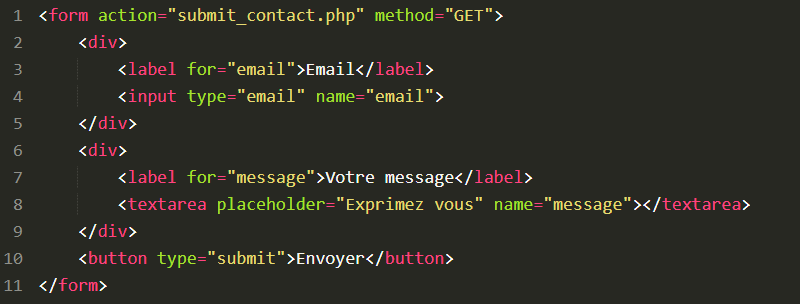 1 <form action="submit_contact.php" method="GET">
2     <div>
3         <label for="email">Email</label>
4         <input type="email" name="email">
5     </div>
6     <div>
7         <label for="message">Votre message</label>
8         <textarea placeholder="Exprimez vous" name="message"></textarea>
9     </div>
10     <button type="submit">Envoyer</button>
11 </form>